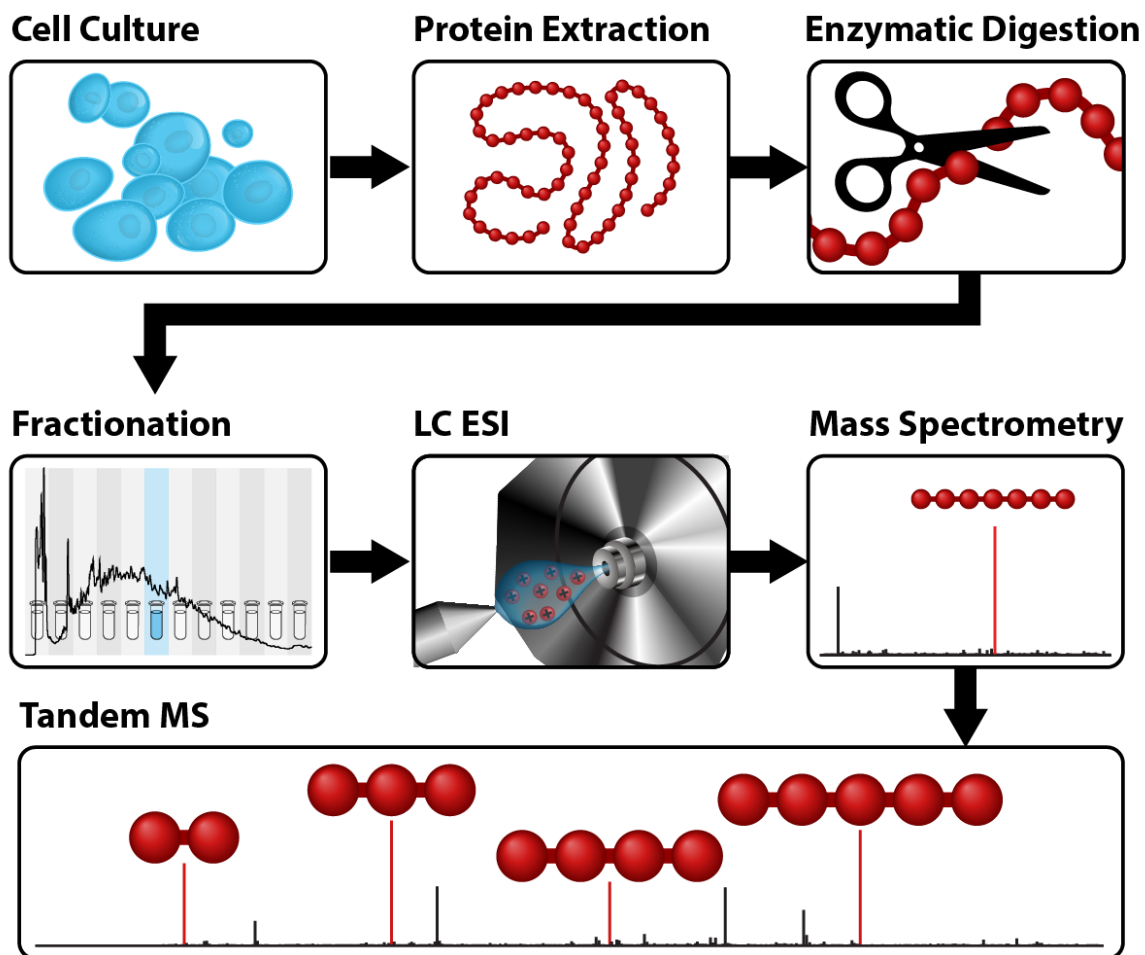 Cell Culture
Protein Extraction
Enzymatic Digestion
Fractionation
LC ESI
Mass Spectrometry
Tandem MS